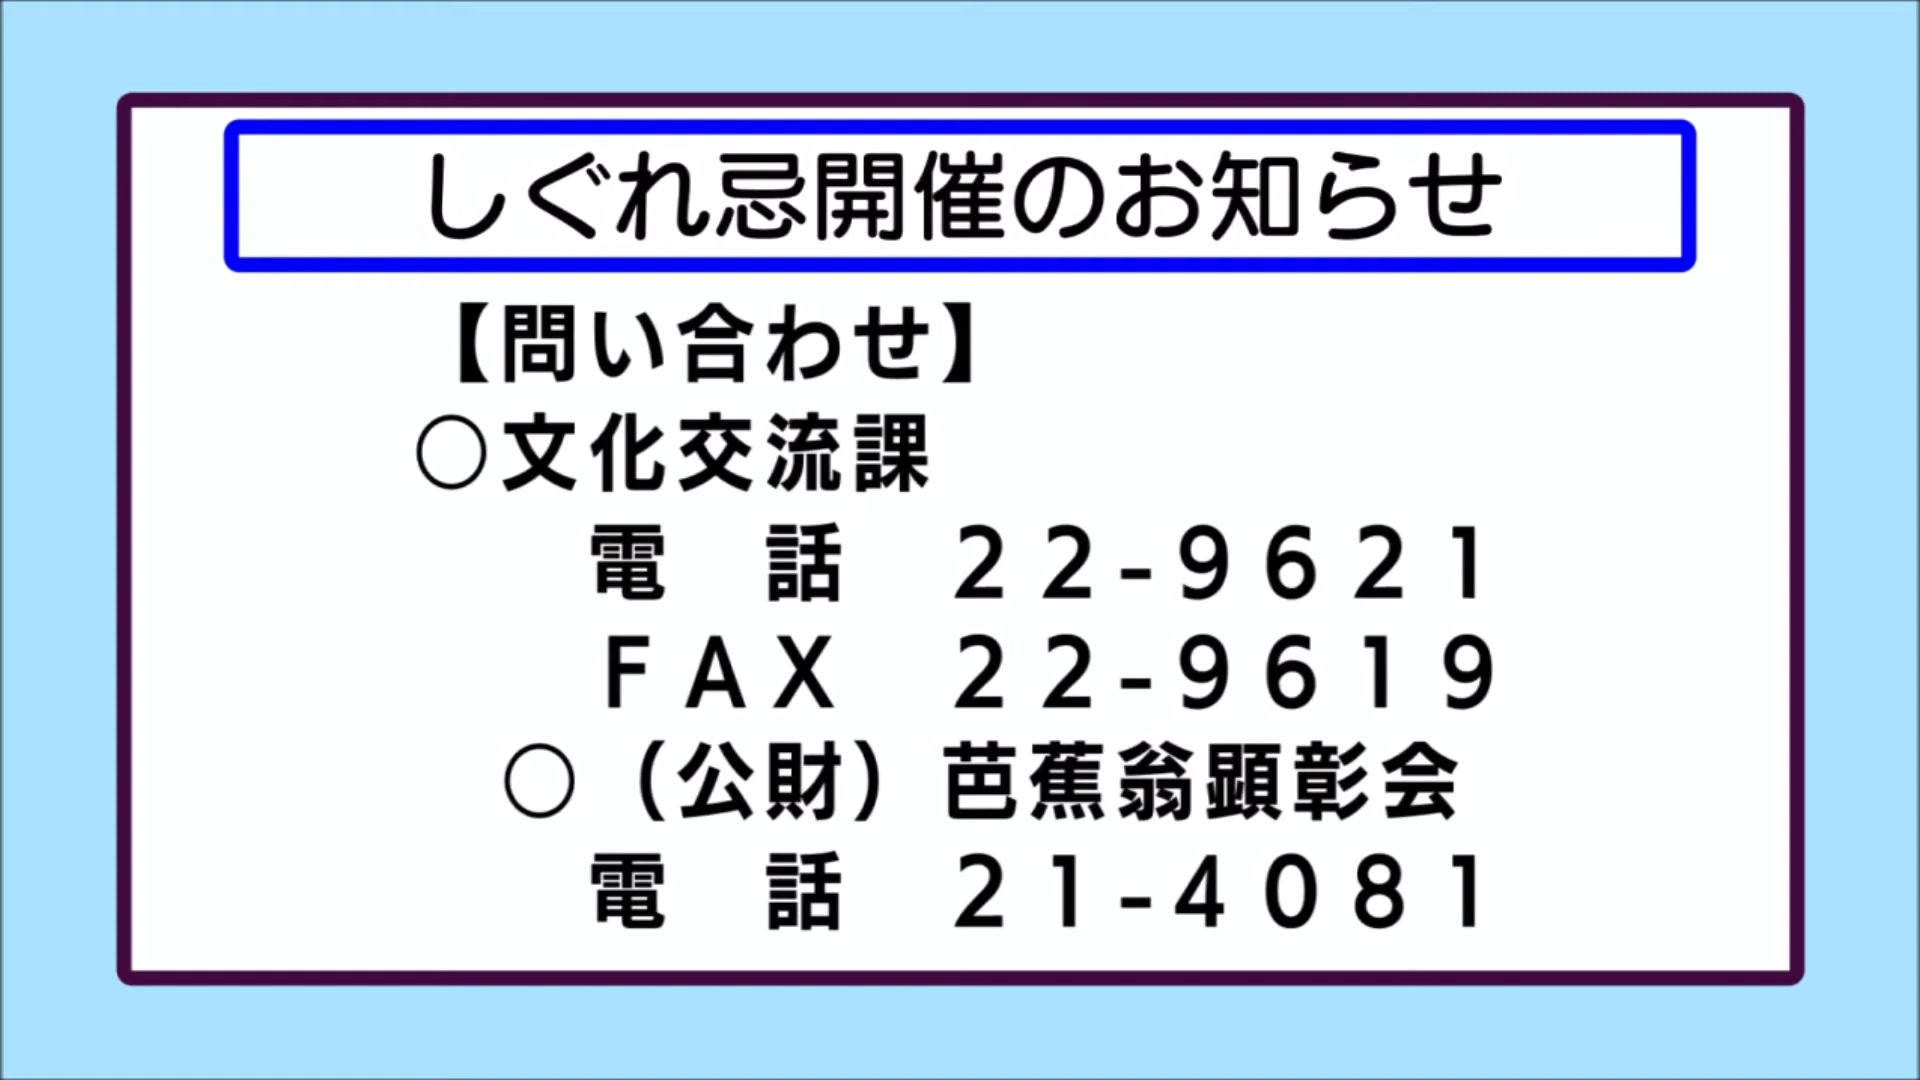 しぐれ忌開催のお知らせ
【問い合わせ】
○文化交流課
電　話　２２-９６２１
ＦＡＸ　２２-９６１９
○（公財）芭蕉翁顕彰会
電　話　２１-４０８１